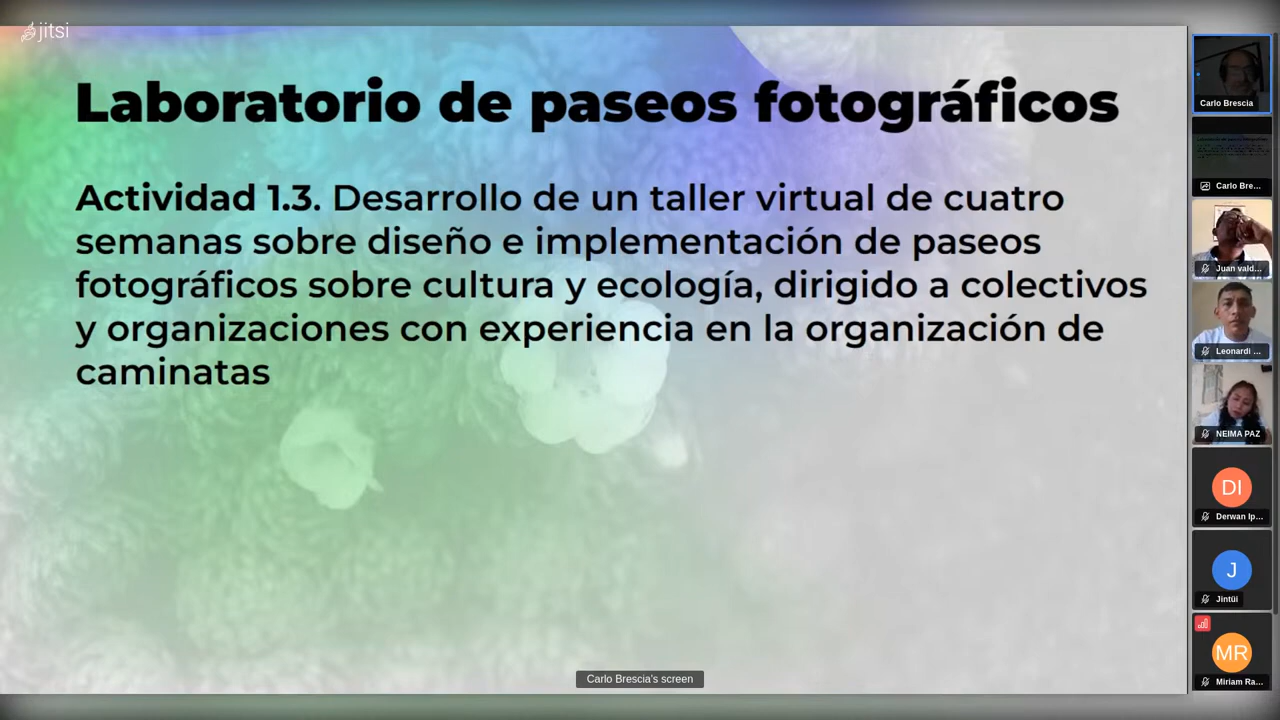 jitsi
Laboratorio de paseos fotográficos
Actividad 1.3. Desarrollo de un taller virtual de cuatro
semanas sobre diseño e implementación de paseos
fotográficos sobre cultura y ecología, dirigido a colectivos
y organizaciones con experiencia en la organización de
caminatas
Carlo Brescia's screen
Carlo Brescia
Carlo Bre...
Juan vald...
Leonardi ...
NEIMA PAZ
DI
Derwan Ip...
J
Jintüi
MR
Miriam Ra...